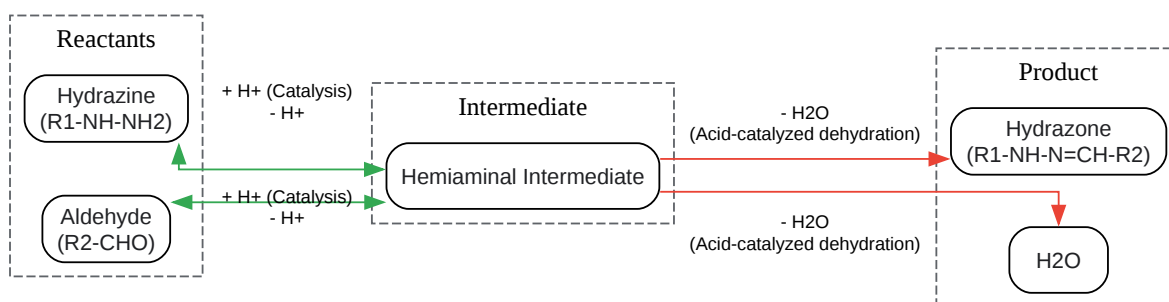 Reactants
Hydrazine
(R1-NH-NH2)
Aldehyde
(R2-CHO)
+ H+ (Catalysis)
- H+
+ H+ (Catalysis)
- H+
Intermediate
Hemiaminal Intermediate
- H2O
(Acid-catalyzed dehydration)
- H2O
(Acid-catalyzed dehydration)
Product
Hydrazone
(R1-NH-N=CH-R2)
H2O